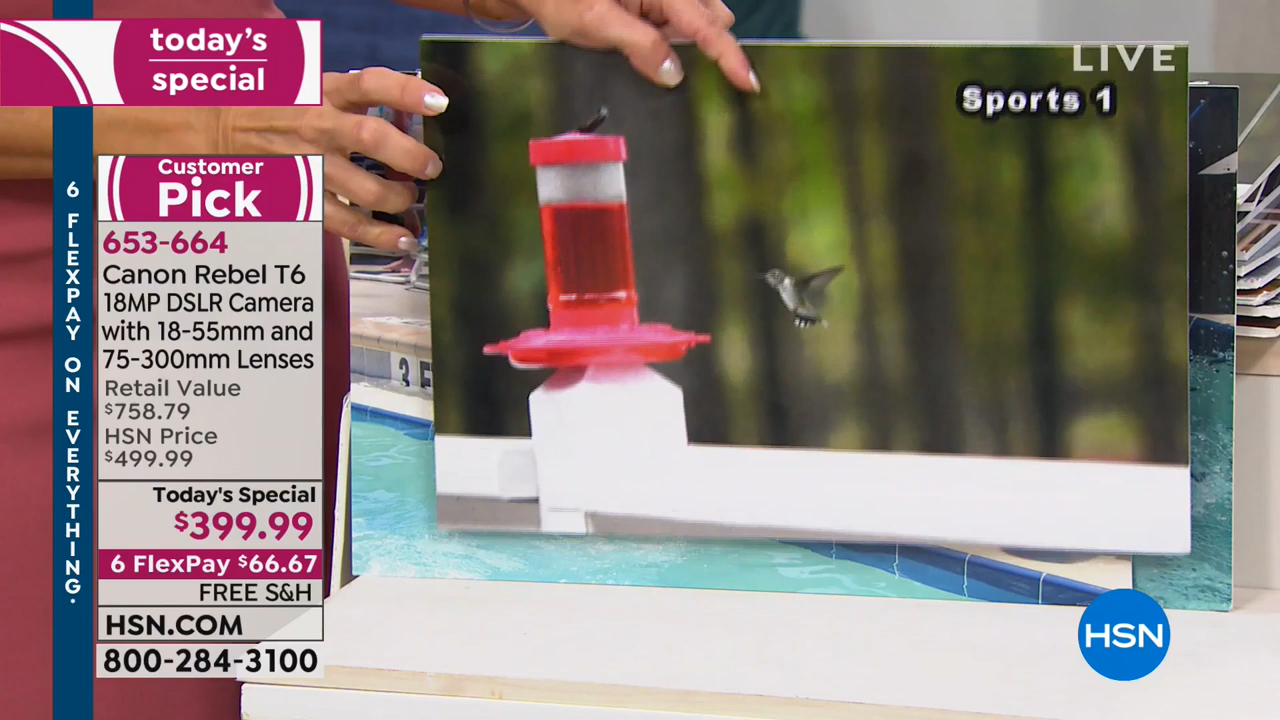 today's
special
Customer
Pick
653-664
Canon Rebel T6
18MP DSLR Camera
with 18-55mm and
75-300mm Lenses
Retail Value
$758.79
HSN Price
$499.99
Today's Special
$399.99
6 FlexPay $66.67
FREE S&H
HSN.COM
800-284-3100
6 FLEXPAY ON EVERYTHING.
LIVE
Sports 1
3 F
HSN